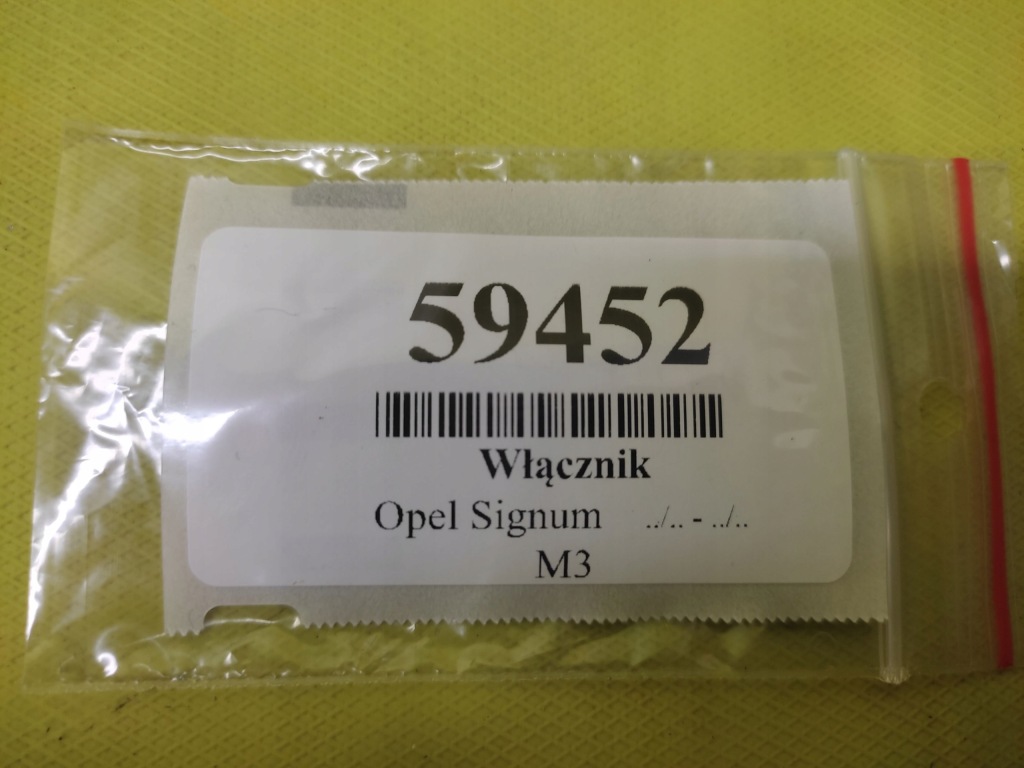 59452
Włącznik
Opel Signum ../.. - ../..
M3